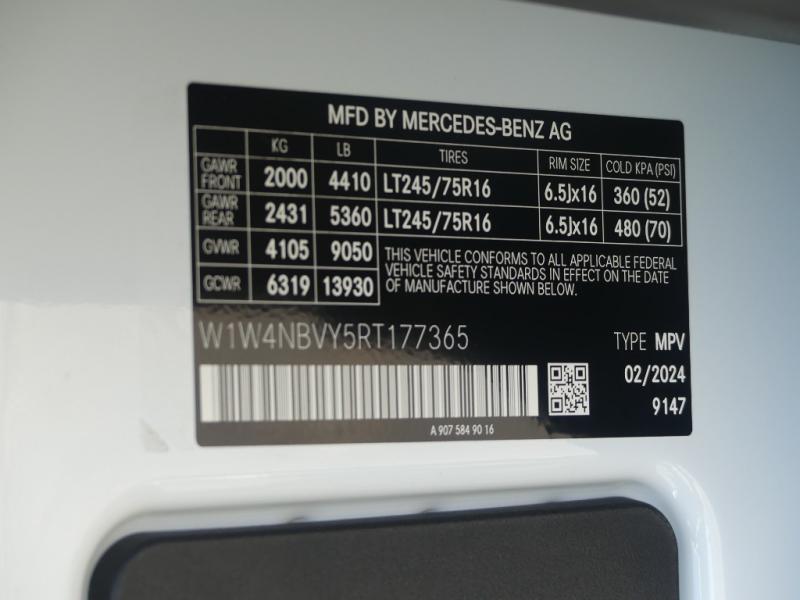 MFD BY MERCEDES-BENZ AG
KG LB TIRES RIM SIZE COLD KPA (PSI)
GAWR FRONT 2000 4410 LT245/75R16 6.5Jx16 360 (52)
GAWR REAR 2431 5360 LT245/75R16 6.5Jx16 480 (70)
GVWR 4105 9050
GCWR 6319 13930
THIS VEHICLE CONFORMS TO ALL APPLICABLE FEDERAL
VEHICLE SAFETY STANDARDS IN EFFECT ON THE DATE
OF MANUFACTURE SHOWN BELOW.
W1W4NBVY5RT177365
TYPE MPV
02/2024
9147
A 907 584 90 16